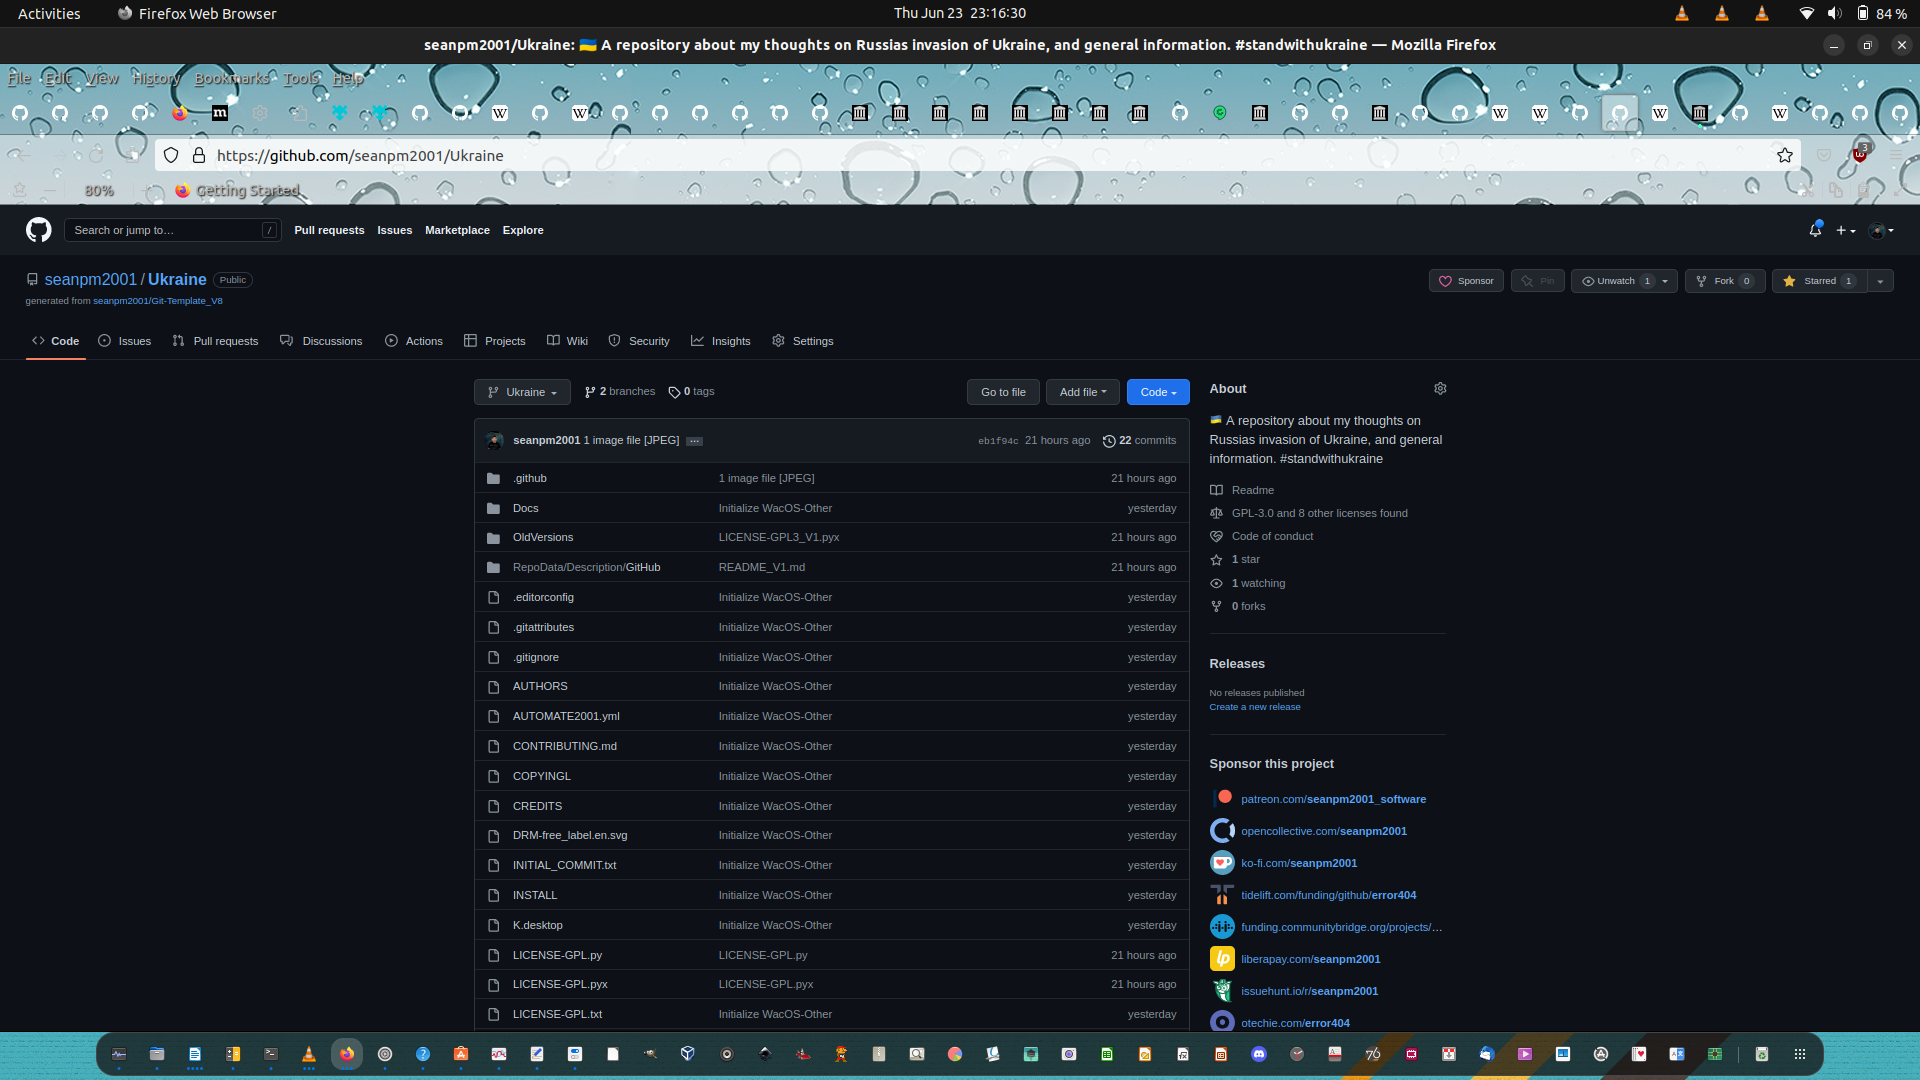 Activities
Firefox Web Browser
Thu Jun 23 23:16:30
84 %
seanpm2001/Ukraine: 🇺🇦 A repository about my thoughts on Russias invasion of Ukraine, and general information. #standwithukraine — Mozilla Firefox
File Edit View History Bookmarks Tools Help
https://github.com/seanpm2001/Ukraine
3
80%
Getting Started
Search or jump to…
/
Pull requests Issues Marketplace Explore
seanpm2001 / Ukraine Public
generated from seanpm2001/Git-Template_V8
Sponsor
Pin
Unwatch 1
Fork 0
Starred 1
Code
Issues
Pull requests
Discussions
Actions
Projects
Wiki
Security
Insights
Settings
Ukraine
2 branches
0 tags
Go to file
Add file
Code
seanpm2001 1 image file [JPEG] ...
eb1f94c 21 hours ago 22 commits
.github 1 image file [JPEG] 21 hours ago
Docs Initialize WacOS-Other yesterday
OldVersions LICENSE-GPL3_V1.pyx 21 hours ago
RepoData/Description/GitHub README_V1.md 21 hours ago
.editorconfig Initialize WacOS-Other yesterday
.gitattributes Initialize WacOS-Other yesterday
.gitignore Initialize WacOS-Other yesterday
AUTHORS Initialize WacOS-Other yesterday
AUTOMATE2001.yml Initialize WacOS-Other yesterday
CONTRIBUTING.md Initialize WacOS-Other yesterday
COPYINGL Initialize WacOS-Other yesterday
CREDITS Initialize WacOS-Other yesterday
DRM-free_label.en.svg Initialize WacOS-Other yesterday
INITIAL_COMMIT.txt Initialize WacOS-Other yesterday
INSTALL Initialize WacOS-Other yesterday
K.desktop Initialize WacOS-Other yesterday
LICENSE-GPL.py LICENSE-GPL.py 21 hours ago
LICENSE-GPL.pyx LICENSE-GPL.pyx 21 hours ago
LICENSE-GPL.txt Initialize WacOS-Other yesterday
About
🇺🇦 A repository about my thoughts on
Russias invasion of Ukraine, and general
information. #standwithukraine
Readme
GPL-3.0 and 8 other licenses found
Code of conduct
1 star
1 watching
0 forks
Releases
No releases published
Create a new release
Sponsor this project
patreon.com/seanpm2001_software
opencollective.com/seanpm2001
ko-fi.com/seanpm2001
tidelift.com/funding/github/error404
funding.communitybridge.org/projects/…
liberapay.com/seanpm2001
issuehunt.io/r/seanpm2001
otechie.com/error404